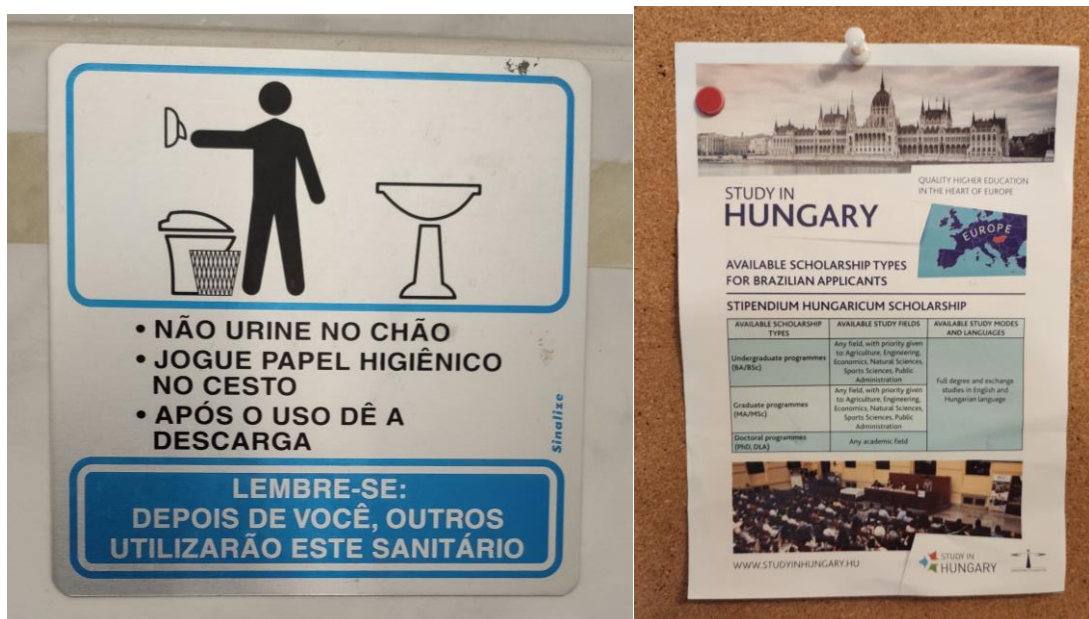 • NÃO URINE NO CHÃO
• JOGUE PAPEL HIGIÊNICO
NO CESTO
• APÓS O USO DÊ A
DESCARGA
Sinalize
LEMBRE-SE:
DEPOIS DE VOCÊ, OUTROS
UTILIZARÃO ESTE SANITÁRIO
QUALITY HIGHER EDUCATION
IN THE HEART OF EUROPE
STUDY IN
HUNGARY
EUROPE
AVAILABLE SCHOLARSHIP TYPES
FOR BRAZILIAN APPLICANTS
STIPENDIUM HUNGARICUM SCHOLARSHIP
AVAILABLE SCHOLARSHIP
TYPES
AVAILABLE STUDY FIELDS
AVAILABLE STUDY MODES
AND LANGUAGES
Undergraduate programmes
(BA/BSc)
Any field, with priority given
to: Agriculture, Engineering,
Economics, Natural Sciences,
Sports Sciences, Public
Administration
Full degree and exchange
studies in English and
Hungarian language
Graduate programmes
(MA/MSc)
Any field, with priority given
to: Agriculture, Engineering,
Economics, Natural Sciences,
Sports Sciences, Public
Administration
Doctoral programmes
(PhD, DLA)
Any academic field
WWW.STUDYINHUNGARY.HU
STUDY IN
HUNGARY